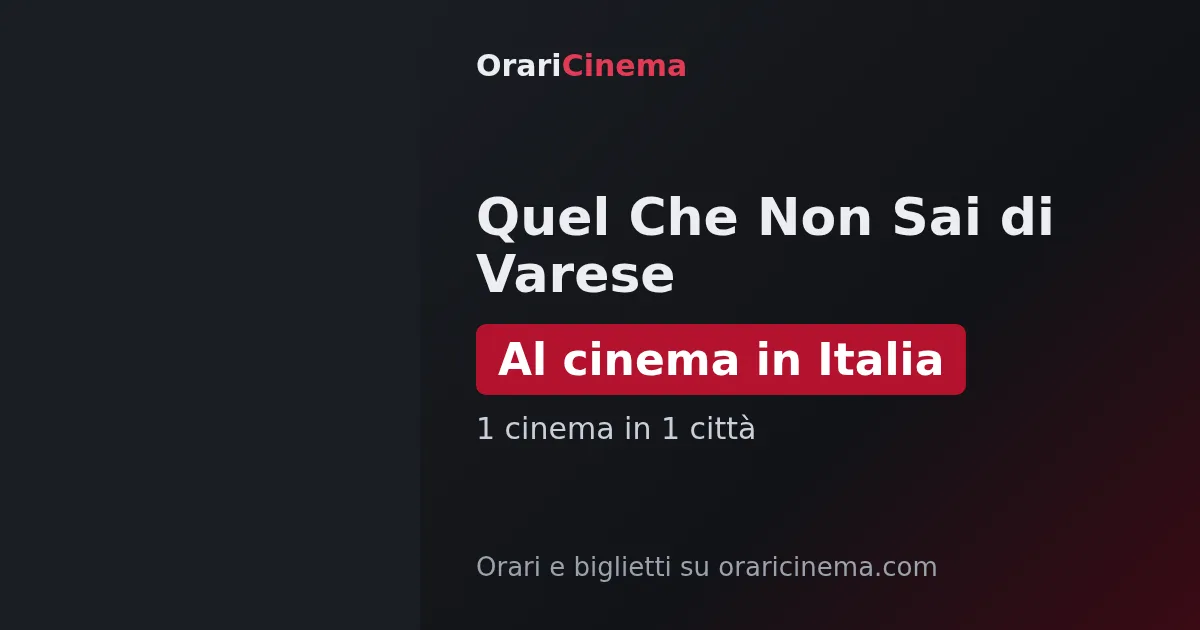 OrariCinema
Quel Che Non Sai di
Varese
Al cinema in Italia
1 cinema in 1 città
Orari e biglietti su oraricinema.com